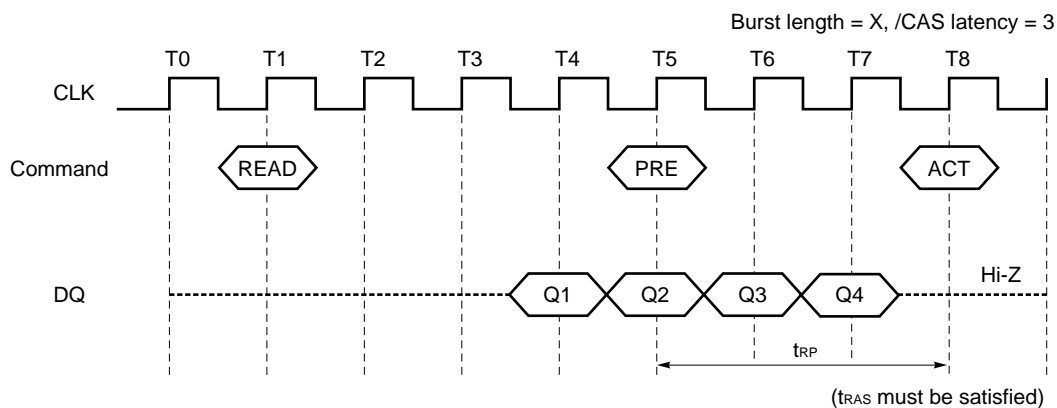 Burst length = X, /CAS latency = 3
T0 T1 T2 T3 T4 T5 T6 T7 T8
CLK
Command READ PRE ACT
Hi-Z
DQ Q1 Q2 Q3 Q4
tRP
(tRAS must be satisfied)